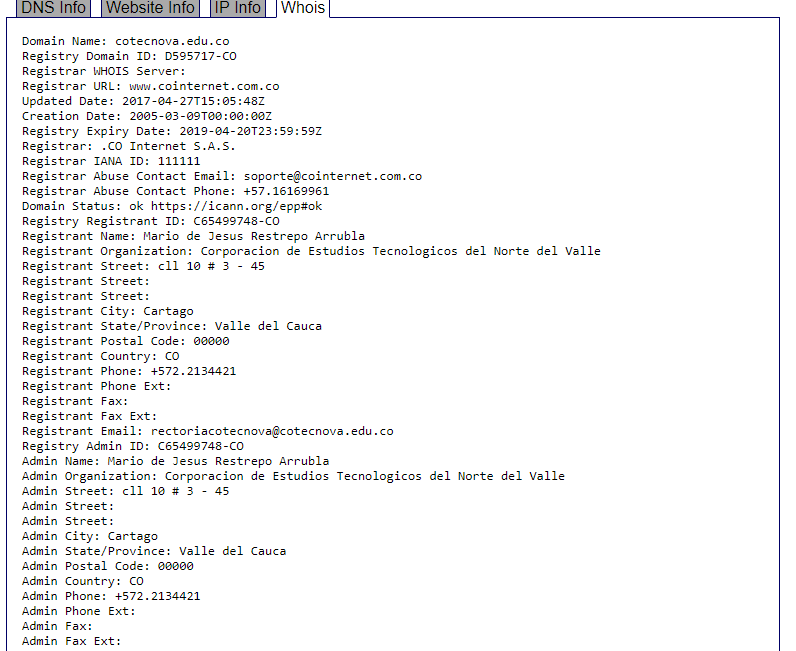 DNS Info Website Info IP Info Whois
Domain Name: cotecnova.edu.co
Registry Domain ID: D595717-CO
Registrar WHOIS Server:
Registrar URL: www.cointernet.com.co
Updated Date: 2017-04-27T15:05:48Z
Creation Date: 2005-03-09T00:00:00Z
Registry Expiry Date: 2019-04-20T23:59:59Z
Registrar: .CO Internet S.A.S.
Registrar IANA ID: 111111
Registrar Abuse Contact Email: soporte@cointernet.com.co
Registrar Abuse Contact Phone: +57.16169961
Domain Status: ok https://icann.org/epp#ok
Registry Registrant ID: C65499748-CO
Registrant Name: Mario de Jesus Restrepo Arrubla
Registrant Organization: Corporacion de Estudios Tecnologicos del Norte del Valle
Registrant Street: cll 10 # 3 - 45
Registrant Street:
Registrant Street:
Registrant City: Cartago
Registrant State/Province: Valle del Cauca
Registrant Postal Code: 00000
Registrant Country: CO
Registrant Phone: +572.2134421
Registrant Phone Ext:
Registrant Fax:
Registrant Fax Ext:
Registrant Email: rectoriacotecnova@cotecnova.edu.co
Registry Admin ID: C65499748-CO
Admin Name: Mario de Jesus Restrepo Arrubla
Admin Organization: Corporacion de Estudios Tecnologicos del Norte del Valle
Admin Street: cll 10 # 3 - 45
Admin Street:
Admin Street:
Admin City: Cartago
Admin State/Province: Valle del Cauca
Admin Postal Code: 00000
Admin Country: CO
Admin Phone: +572.2134421
Admin Phone Ext:
Admin Fax:
Admin Fax Ext: